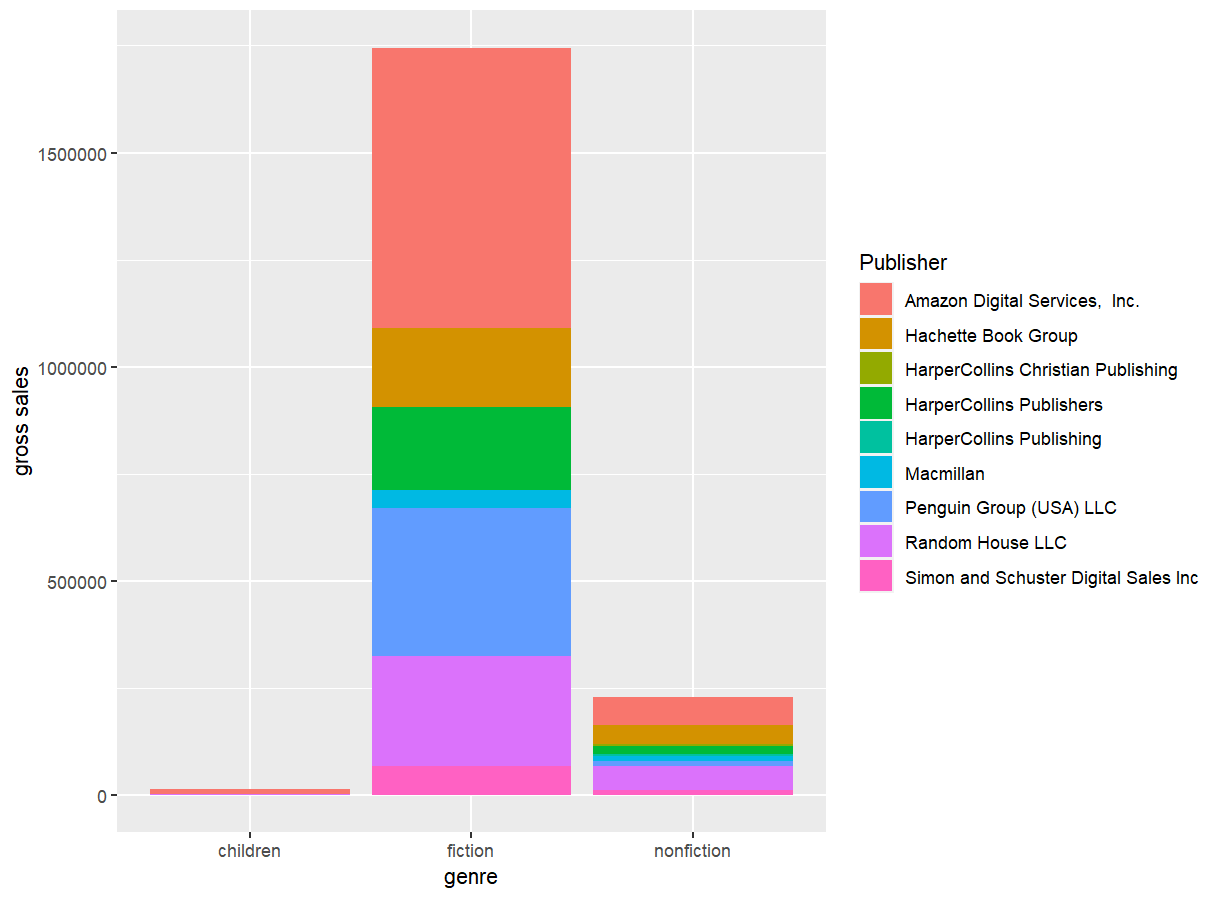 1500000
1000000
500000
0
gross sales
children
fiction
nonfiction
genre
Publisher
Amazon Digital Services,  Inc.
Hachette Book Group
HarperCollins Christian Publishing
HarperCollins Publishers
HarperCollins Publishing
Macmillan
Penguin Group (USA) LLC
Random House LLC
Simon and Schuster Digital Sales Inc